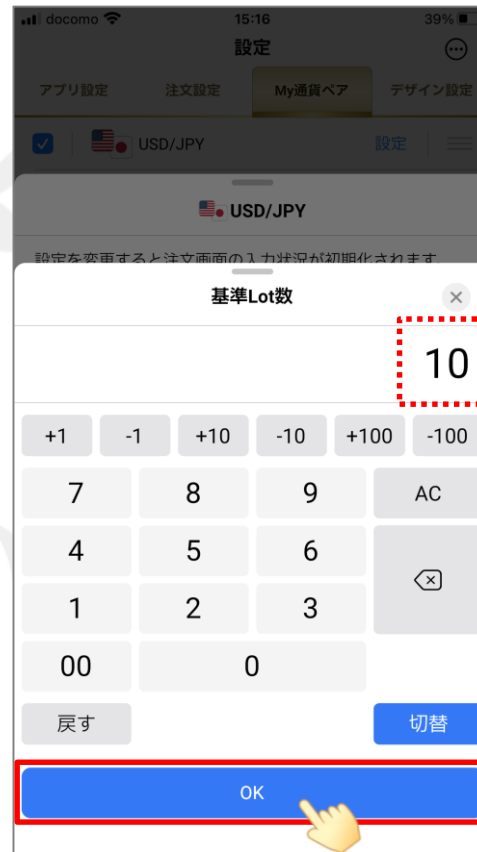 docomo 15:16 39%
設定
アプリ設定 注文設定 My通貨ペア デザイン設定
USD/JPY 設定
USD/JPY
設定を変更すると注文画面の入力状況が初期化されます。
基準Lot数
10
+1 -1 +10 -10 +100 -100
7 8 9 AC
4 5 6
1 2 3
00 0
戻す 切替
OK